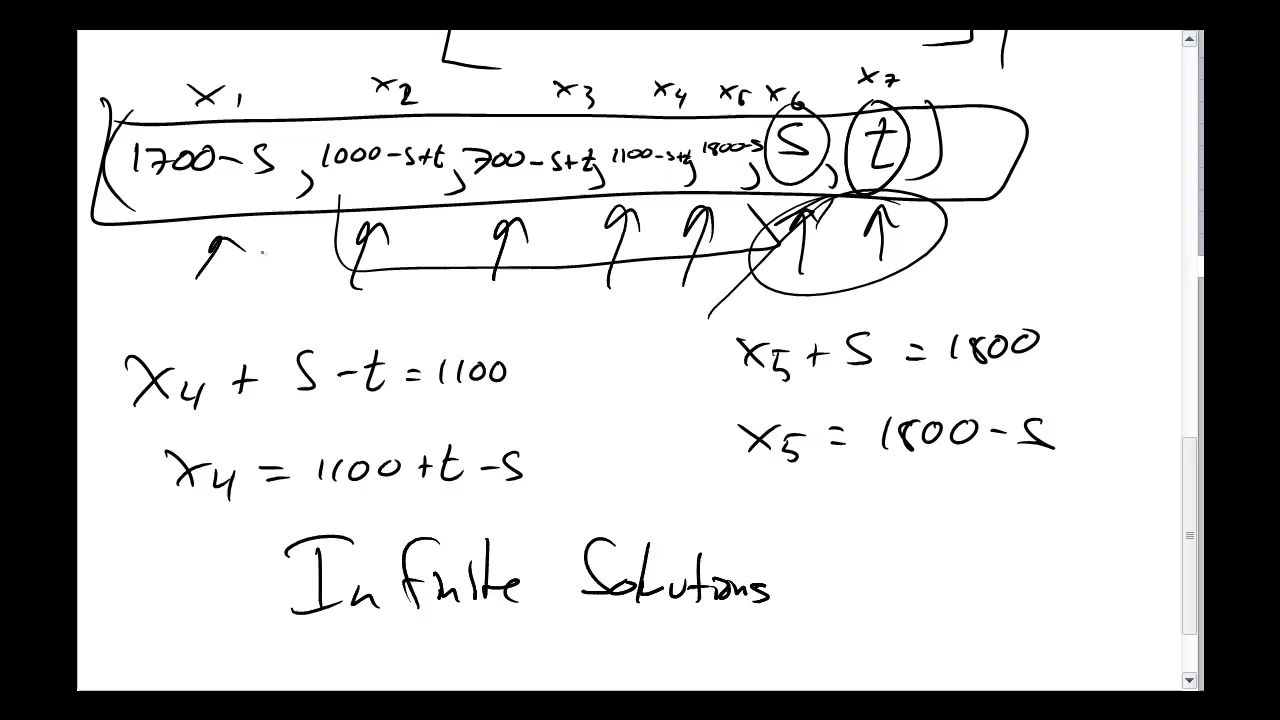 x1 x2 x3 x4 x5 x6 x7
(1700-S, 1000-s+t, 700-s+t, 1100-s+t, 1800-s, S, t)
x5 + S = 1800
x4 + S - t = 1100
x5 = 1800 - S
x4 = 1100 + t - S
Infinite Solutions